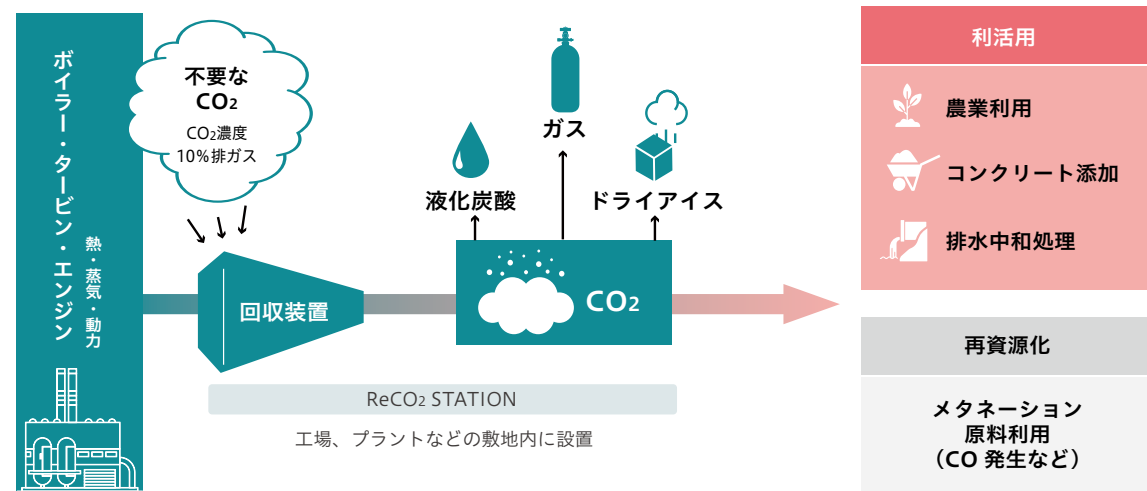 ボイラー・タービン・エンジン
熱・蒸気・動力
不要な
CO₂
CO₂濃度
10%排ガス
回収装置
液化炭酸
ガス
ドライアイス
CO₂
ReCO₂ STATION
工場、プラントなどの敷地内に設置
利活用
農業利用
コンクリート添加
排水中和処理
再資源化
メタネーション
原料利用
（CO 発生など）